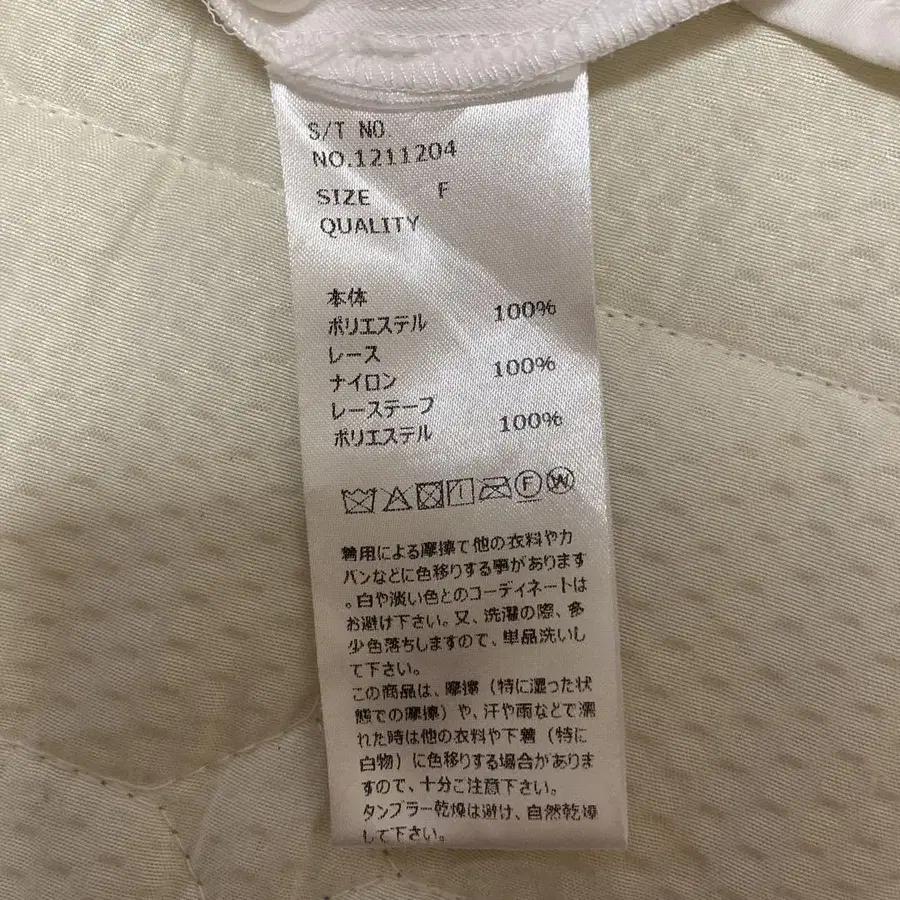 S/T NO
NO.1211204
SIZE F
QUALITY
本体
ポリエステル 100%
レース
ナイロン 100%
レーステープ
ポリエステル 100%
F W
着用による摩擦で他の衣料やカ
バンなどに色移りする事があります
。白や淡い色とのコーディネートは
お避け下さい。又、洗濯の際、多
少色落ちしますので、単品洗いし
て下さい。
この商品は、摩擦（特に湿った状
態での摩擦）や、汗や雨などで濡
れた時は他の衣料や下着（特に
白物）に色移りする場合がありま
すので、十分ご注意下さい。
タンブラー乾燥は避け、自然乾燥
して下さい。